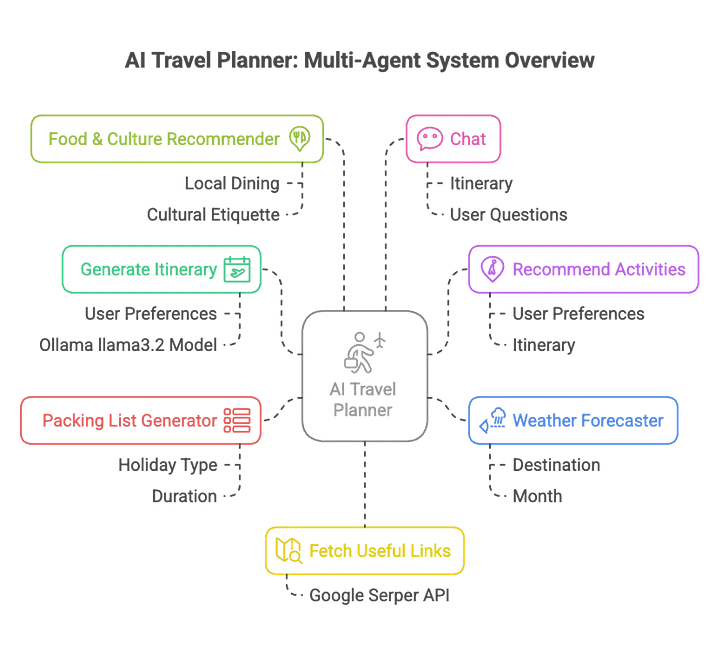 AI Travel Planner: Multi-Agent System Overview
Food & Culture Recommender
Local Dining
Cultural Etiquette
Chat
Itinerary
User Questions
Generate Itinerary
User Preferences
Ollama llama3.2 Model
Recommend Activities
User Preferences
Itinerary
AI Travel
Planner
Packing List Generator
Holiday Type
Duration
Weather Forecaster
Destination
Month
Fetch Useful Links
Google Serper API